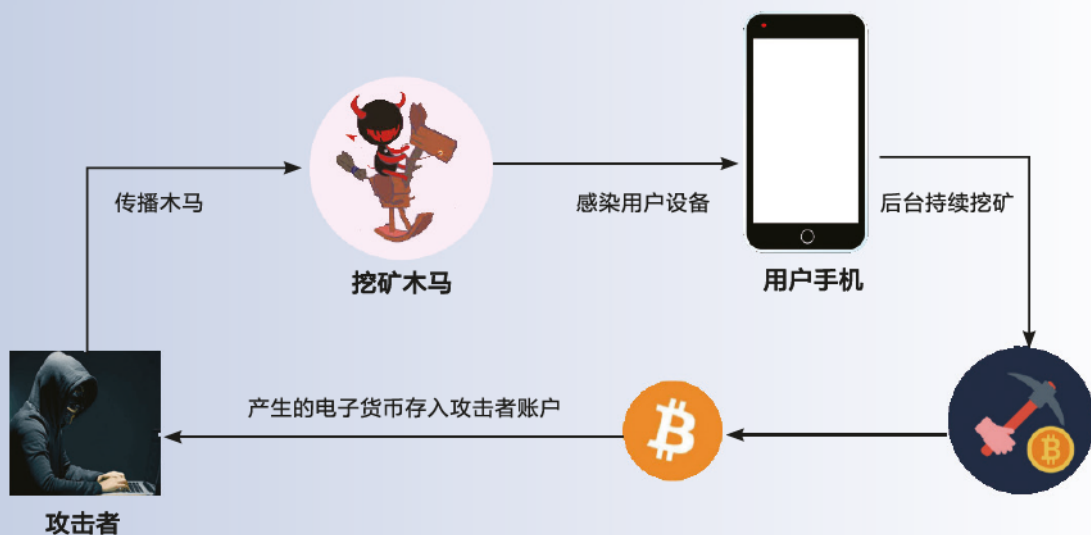 传播木马
感染用户设备
后台持续挖矿
挖矿木马
用户手机
产生的电子货币存入攻击者账户
攻击者